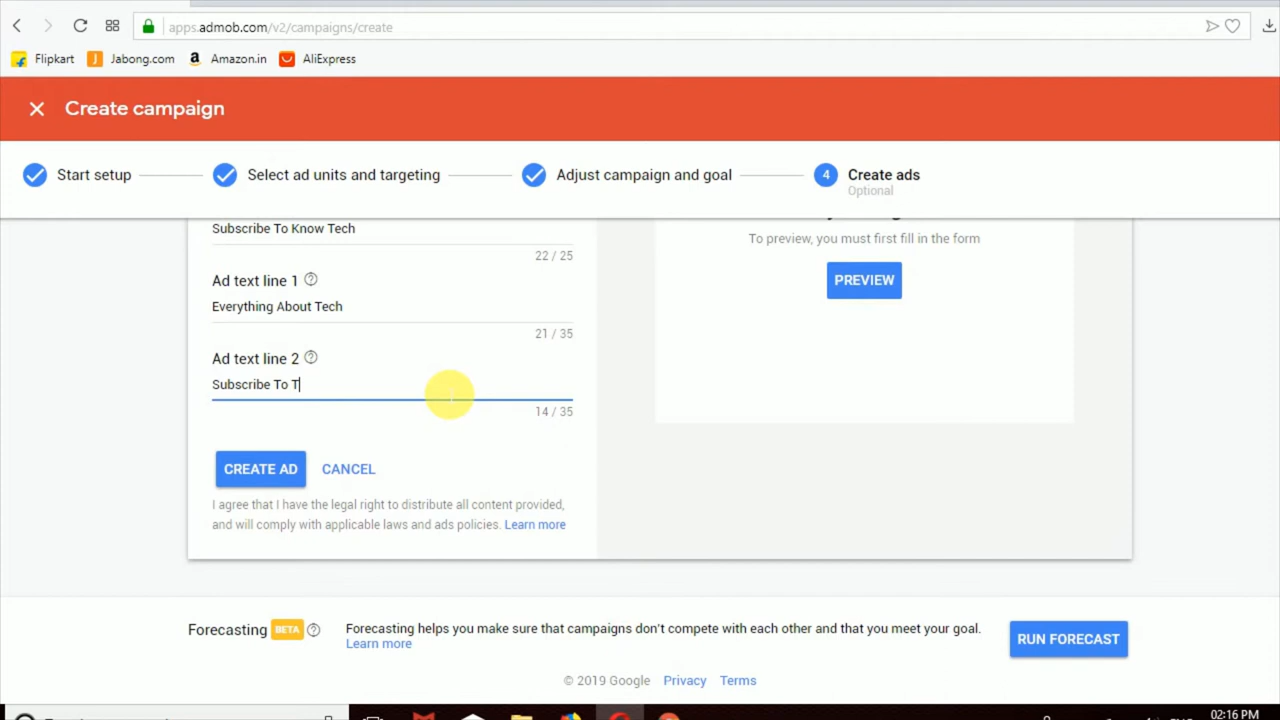 apps.admob.com/v2/campaigns/create
Flipkart
Jabong.com
Amazon.in
AliExpress
Create campaign
Start setup
Select ad units and targeting
Adjust campaign and goal
4
Create ads
Optional
Subscribe To Know Tech
22 / 25
Ad text line 1
Everything About Tech
21 / 35
Ad text line 2
Subscribe To T
14 / 35
CREATE AD
CANCEL
I agree that I have the legal right to distribute all content provided,
and will comply with applicable laws and ads policies. Learn more
To preview, you must first fill in the form
PREVIEW
Forecasting BETA
Forecasting helps you make sure that campaigns don't compete with each other and that you meet your goal.
Learn more
RUN FORECAST
© 2019 Google Privacy Terms
02:16 PM